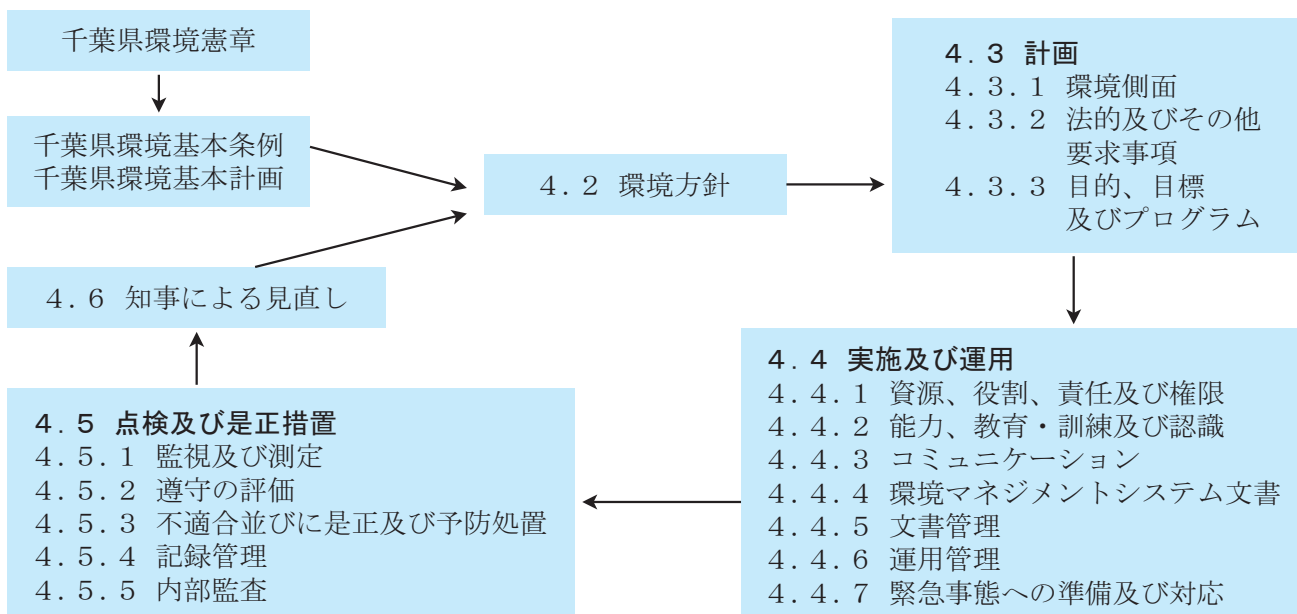 千葉県環境憲章
千葉県環境基本条例
千葉県環境基本計画
4.2 環境方針
4.3 計画
4.3.1 環境側面
4.3.2 法的及びその他
要求事項
4.3.3 目的、目標
及びプログラム
4.6 知事による見直し
4.4 実施及び運用
4.4.1 資源、役割、責任及び権限
4.4.2 能力、教育・訓練及び認識
4.4.3 コミュニケーション
4.4.4 環境マネジメントシステム文書
4.4.5 文書管理
4.4.6 運用管理
4.4.7 緊急事態への準備及び対応
4.5 点検及び是正措置
4.5.1 監視及び測定
4.5.2 遵守の評価
4.5.3 不適合並びに是正及び予防処置
4.5.4 記録管理
4.5.5 内部監査